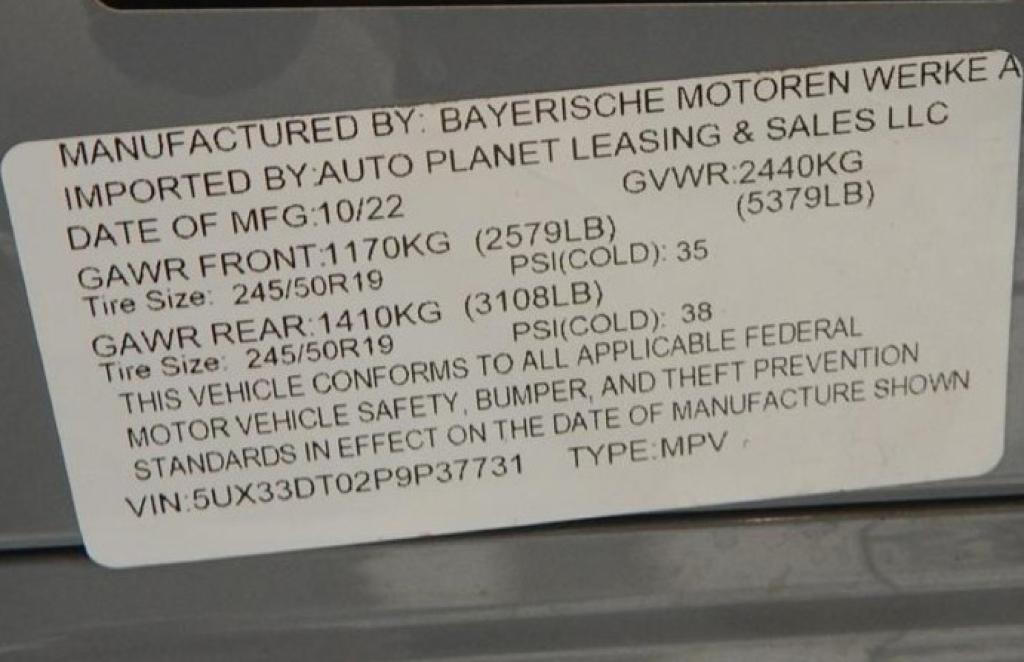 MANUFACTURED BY: BAYERISCHE MOTOREN WERKE A
IMPORTED BY:AUTO PLANET LEASING & SALES LLC
DATE OF MFG:10/22 GVWR:2440KG
(5379LB)
GAWR FRONT:1170KG (2579LB)
Tire Size: 245/50R19 PSI(COLD): 35
GAWR REAR:1410KG (3108LB)
Tire Size: 245/50R19 PSI(COLD): 38
THIS VEHICLE CONFORMS TO ALL APPLICABLE FEDERAL
MOTOR VEHICLE SAFETY, BUMPER, AND THEFT PREVENTION
STANDARDS IN EFFECT ON THE DATE OF MANUFACTURE SHOWN
VIN:5UX33DT02P9P37731 TYPE:MPV